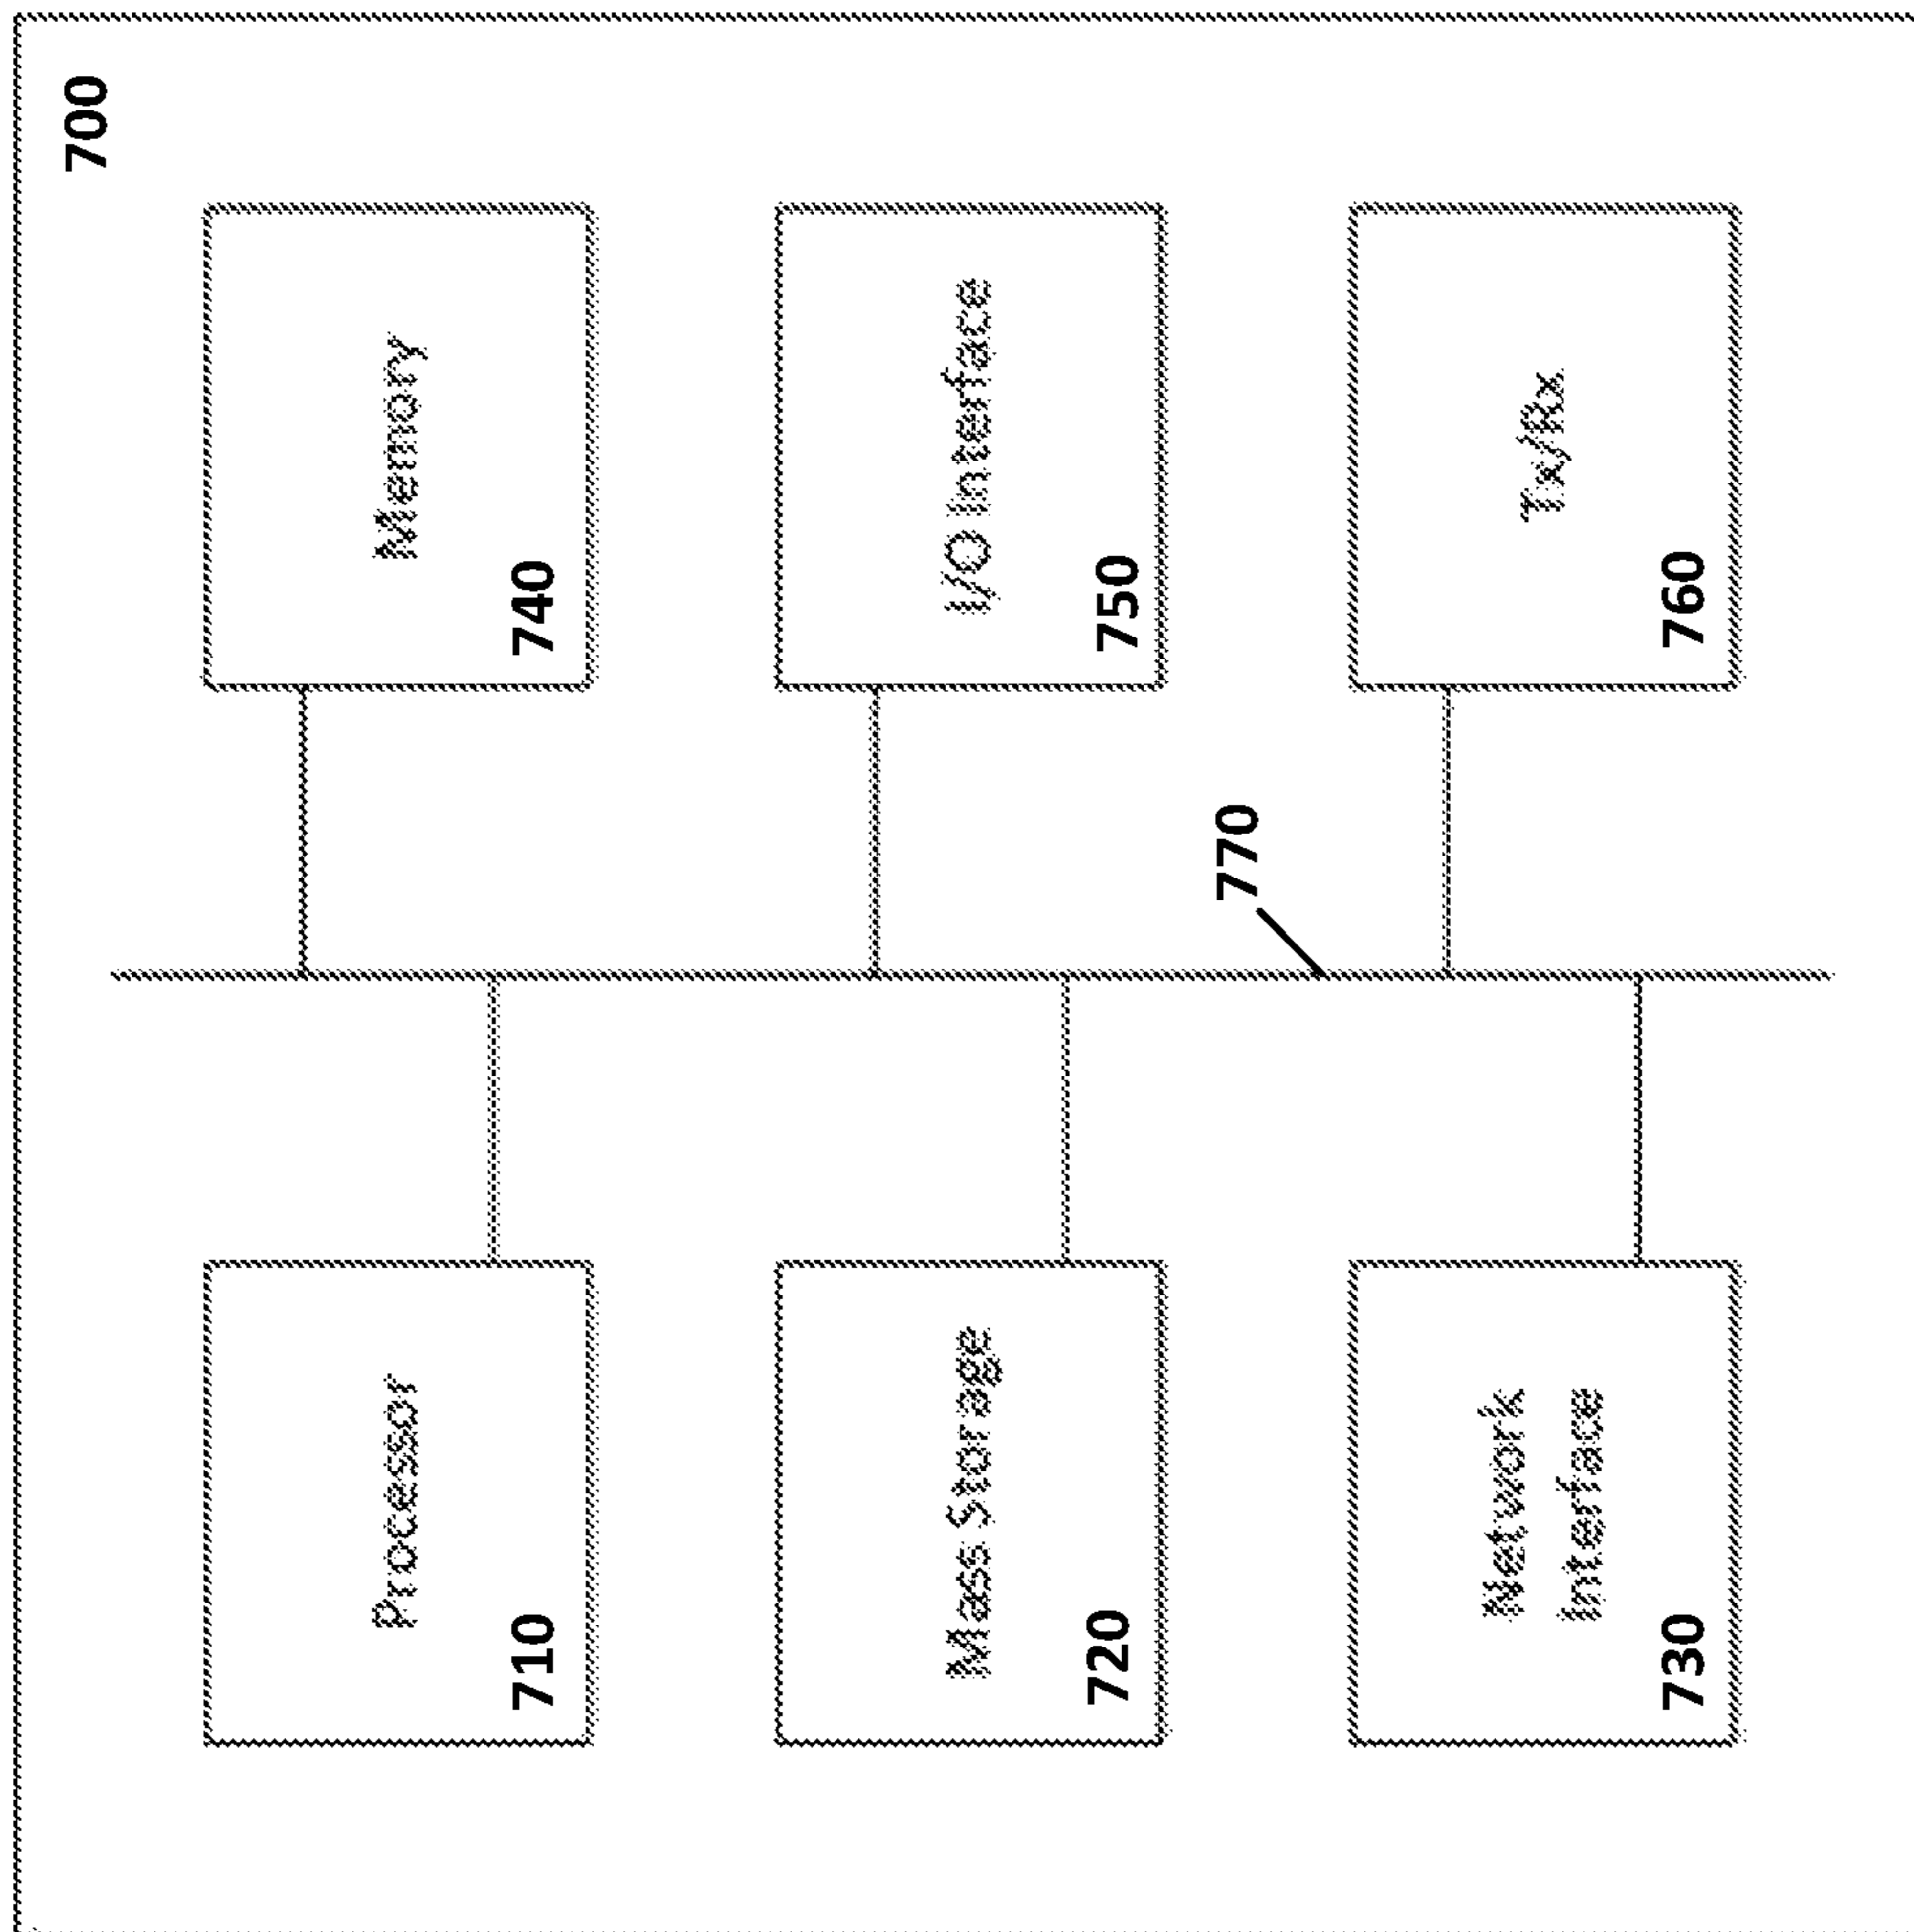 700
Processor
710
Memory
740
Mass Storage
720
I/O Interface
750
770
Network
Interface
730
Tx/Rx
760